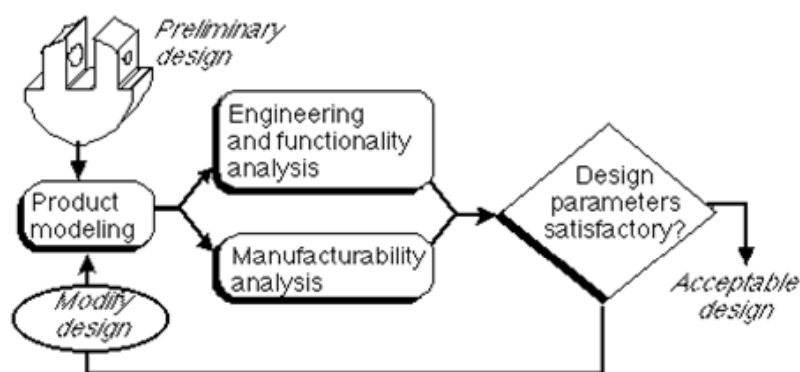 Preliminary
design
Engineering
and functionality
analysis
Product
modeling
Manufacturability
analysis
Design
parameters
satisfactory?
Acceptable
design
Modify
design